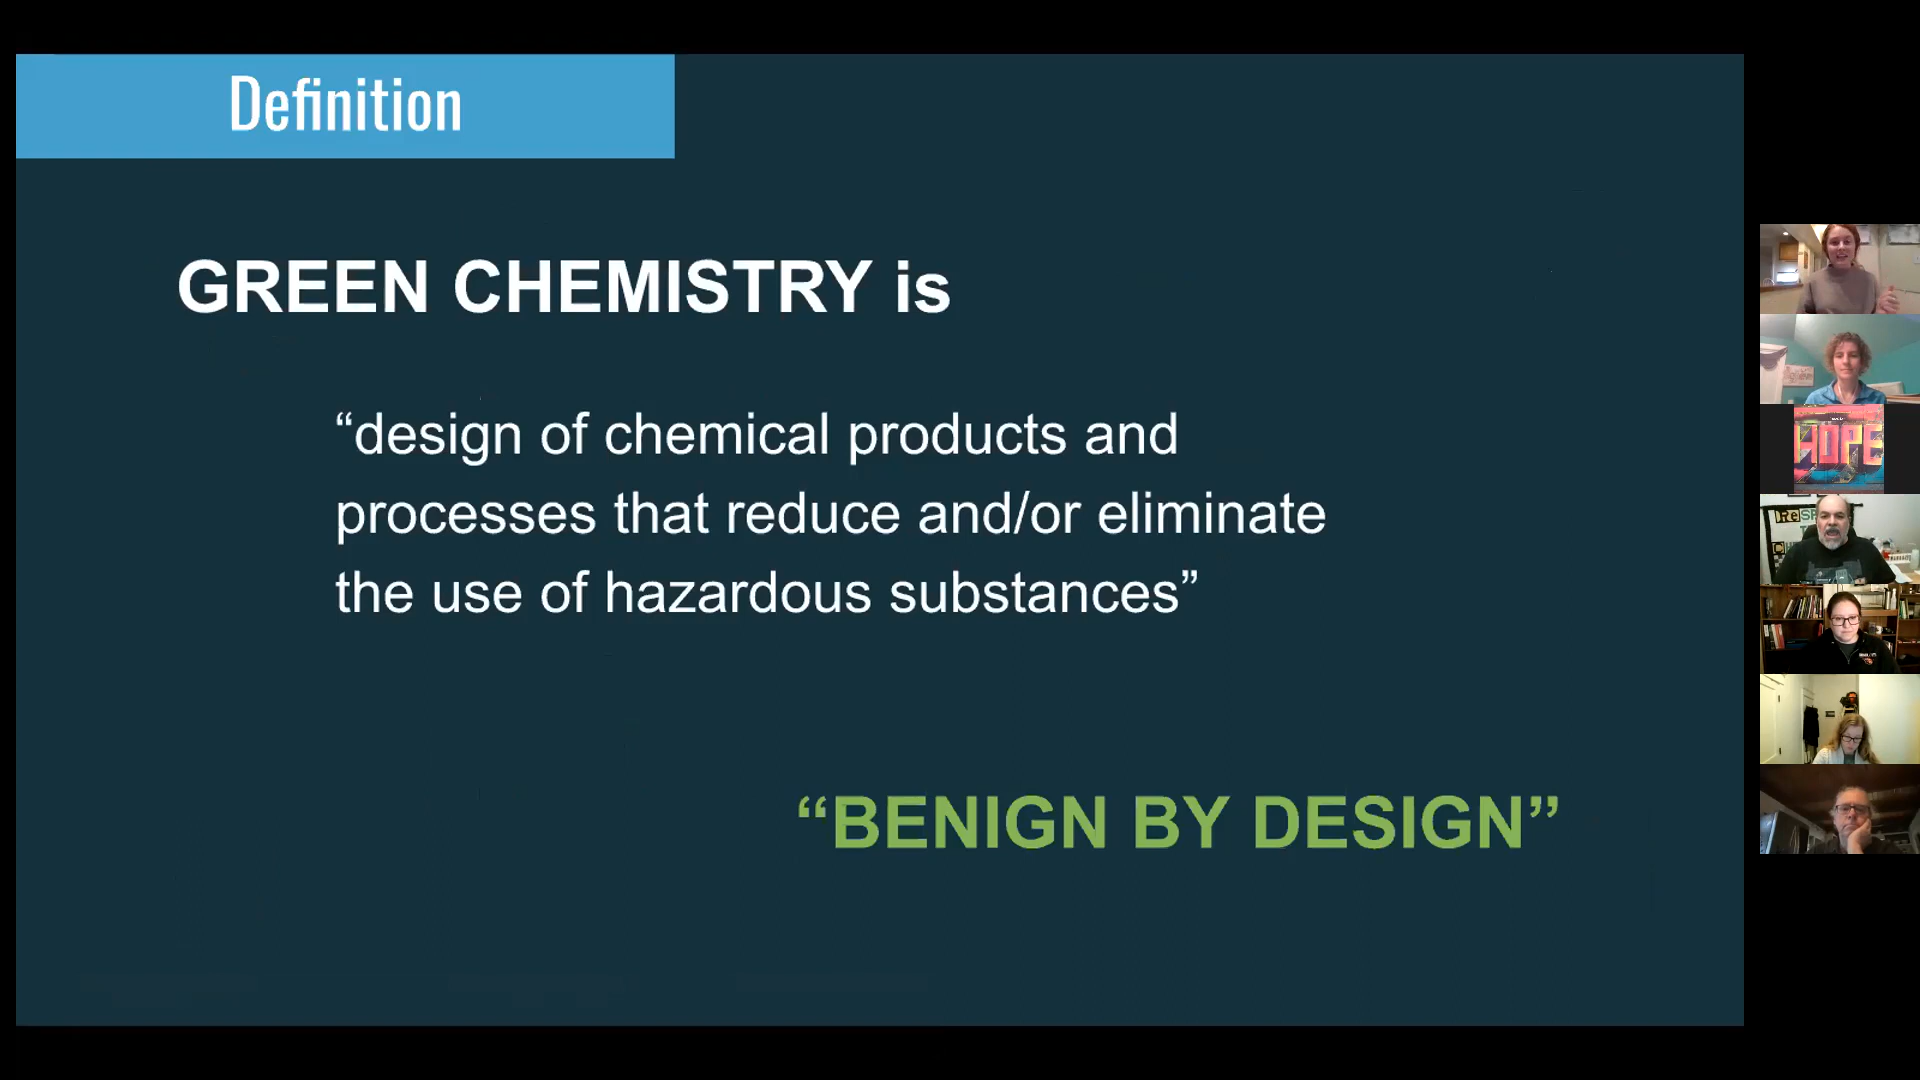 Definition
GREEN CHEMISTRY is
“design of chemical products and
processes that reduce and/or eliminate
the use of hazardous substances”
“BENIGN BY DESIGN”
HOPE